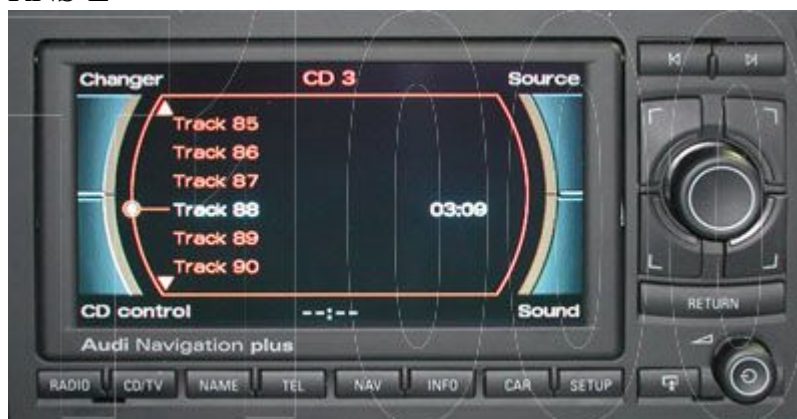 Changer CD 3 Source
Track 85
Track 86
Track 87
Track 88 03:09
Track 89
Track 90
CD control --:-- Sound
RETURN
Audi Navigation plus
RADIO CD/TV NAME TEL NAV INFO CAR SETUP